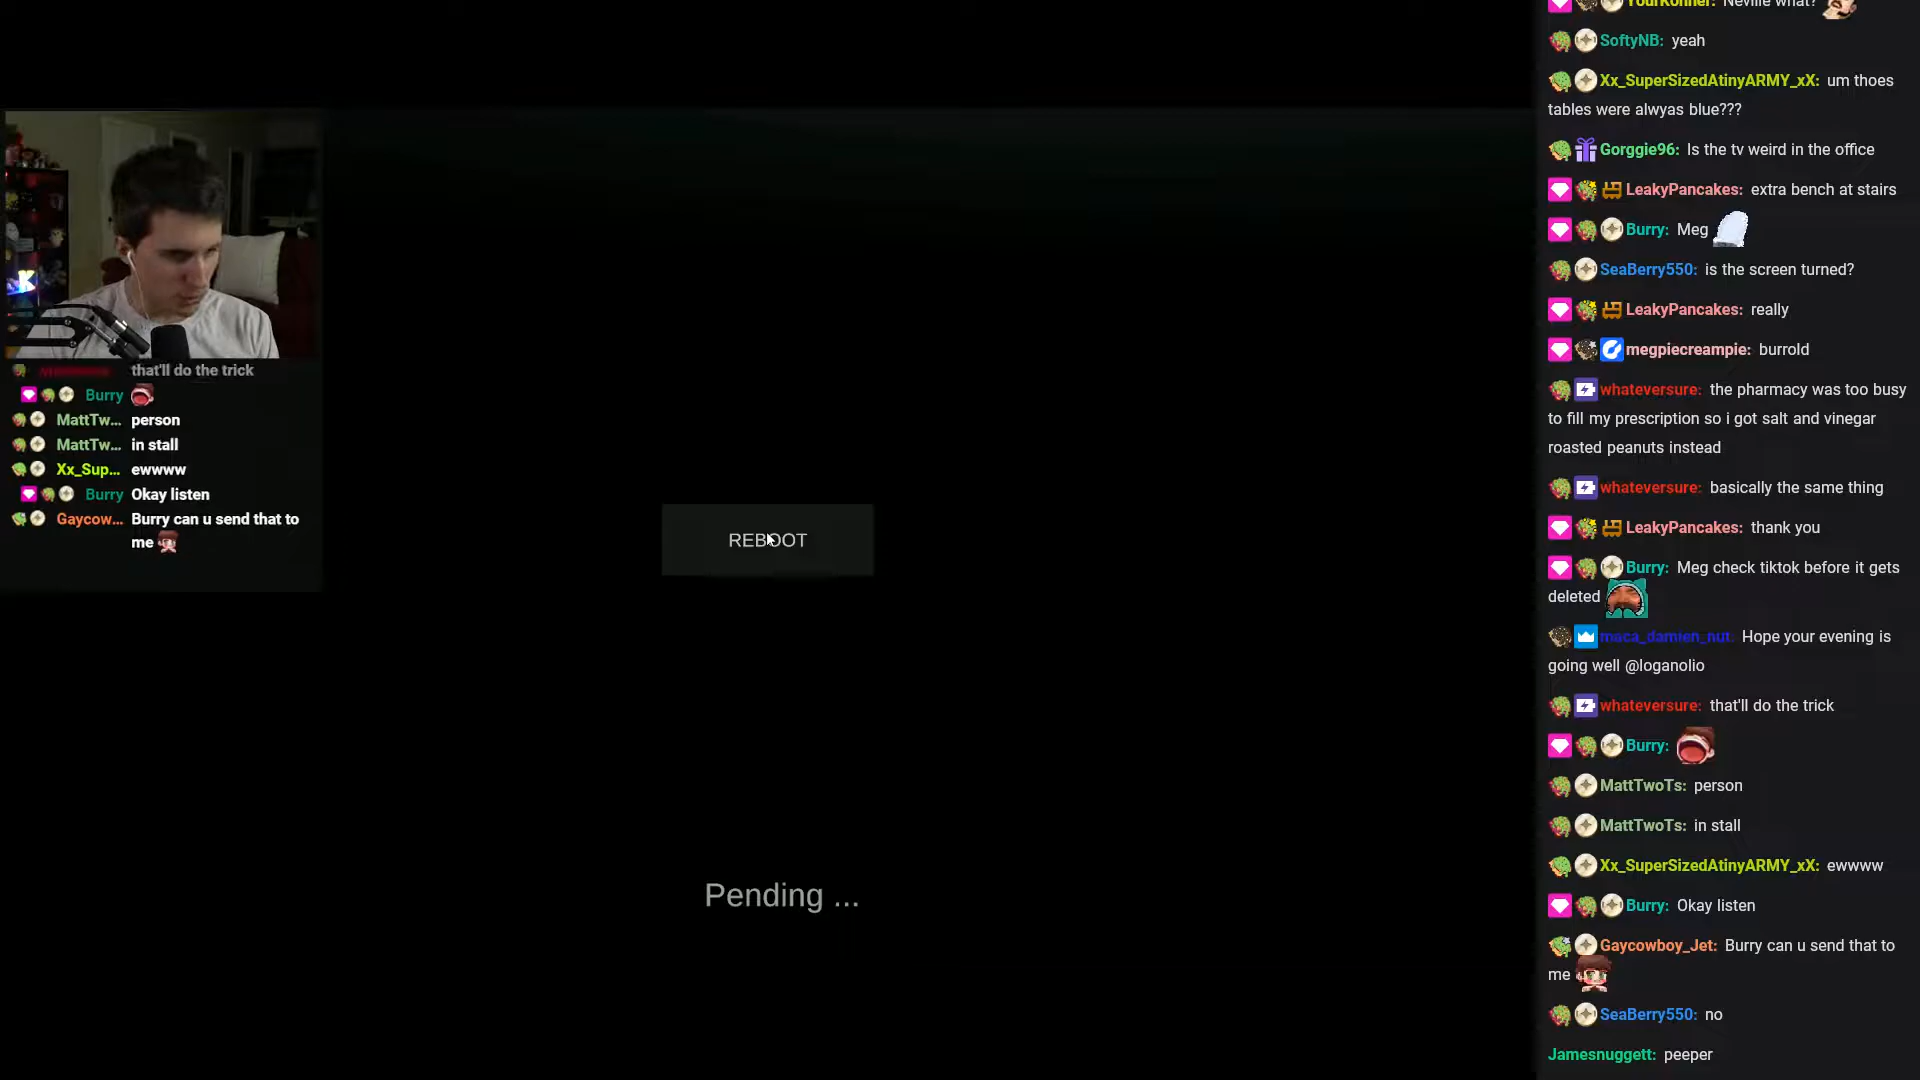 that'll do the trick
Burry
MattTw... person
MattTw... in stall
Xx_Sup... ewwww
Burry Okay listen
Gaycow... Burry can u send that to
me
REBOOT
Pending ...
YourKonner: Neville what?
SoftyNB: yeah
Xx_SuperSizedAtinyARMY_xX: um thoes
tables were alwyas blue???
Gorggie96: Is the tv weird in the office
LeakyPancakes: extra bench at stairs
Burry: Meg
SeaBerry550: is the screen turned?
LeakyPancakes: really
megpiecreampie: burrold
whateversure: the pharmacy was too busy
to fill my prescription so i got salt and vinegar
roasted peanuts instead
whateversure: basically the same thing
LeakyPancakes: thank you
Burry: Meg check tiktok before it gets
deleted
maca_damien_nut: Hope your evening is
going well @loganolio
whateversure: that'll do the trick
Burry:
MattTwoTs: person
MattTwoTs: in stall
Xx_SuperSizedAtinyARMY_xX: ewwww
Burry: Okay listen
Gaycowboy_Jet: Burry can u send that to
me
SeaBerry550: no
Jamesnuggett: peeper